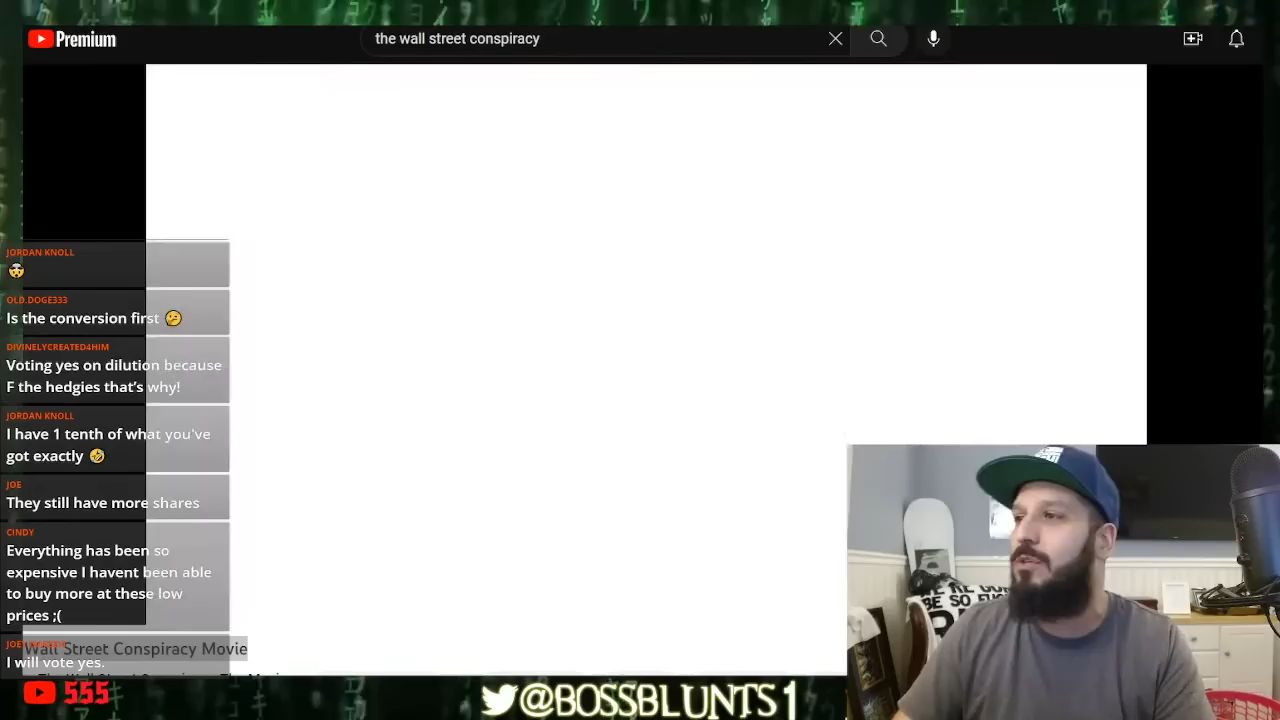 Premium
the wall street conspiracy
JORDAN KNOLL
OLD.DOGE333
Is the conversion first
DIVINELYCREATED4HIM
Voting yes on dilution because
F the hedgies that's why!
JORDAN KNOLL
I have 1 tenth of what you've
got exactly
JOE
They still have more shares
CINDY
Everything has been so
expensive I havent been able
to buy more at these low
prices ;(
Wall Street Conspiracy Movie
I will vote yes.
555
@BOSSBLUNTS1
BE SO